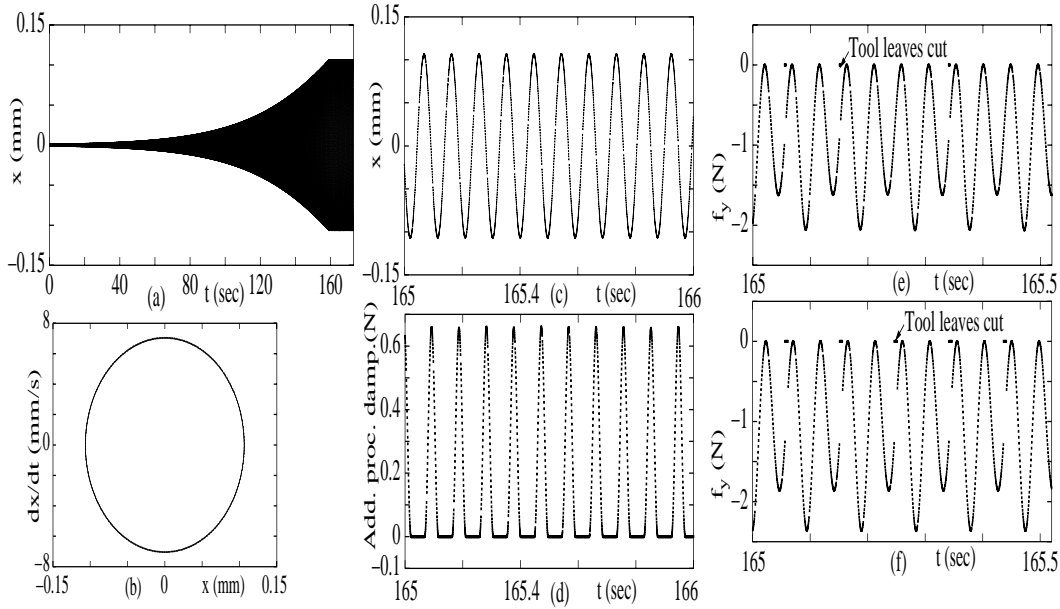 0.15
x (mm)
0
−0.15
0 40 80 120 160
(a) t (sec)
8
dx/dt (mm/s)
0
−8
−0.15 (b) 0 x (mm) 0.15
0.15
x (mm)
0
−0.15
165 165.4 (c) t (sec) 166
Add. proc. damp. (N)
0.6
0.4
0.2
0
−0.1
165 165.4 (d) t (sec) 166
Tool leaves cut
0
−1
−2
f_y (N)
165 (e) t (sec) 165.5
Tool leaves cut
0
−1
−2
f_y (N)
165 (f) t (sec) 165.5